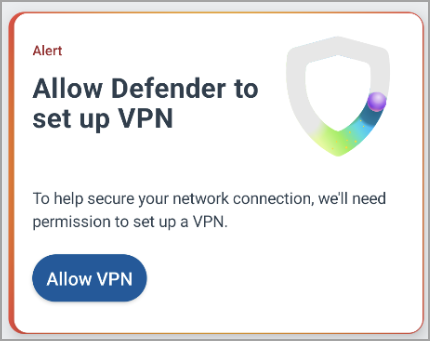 Alert
Allow Defender to
set up VPN
To help secure your network connection, we'll need
permission to set up a VPN.
Allow VPN